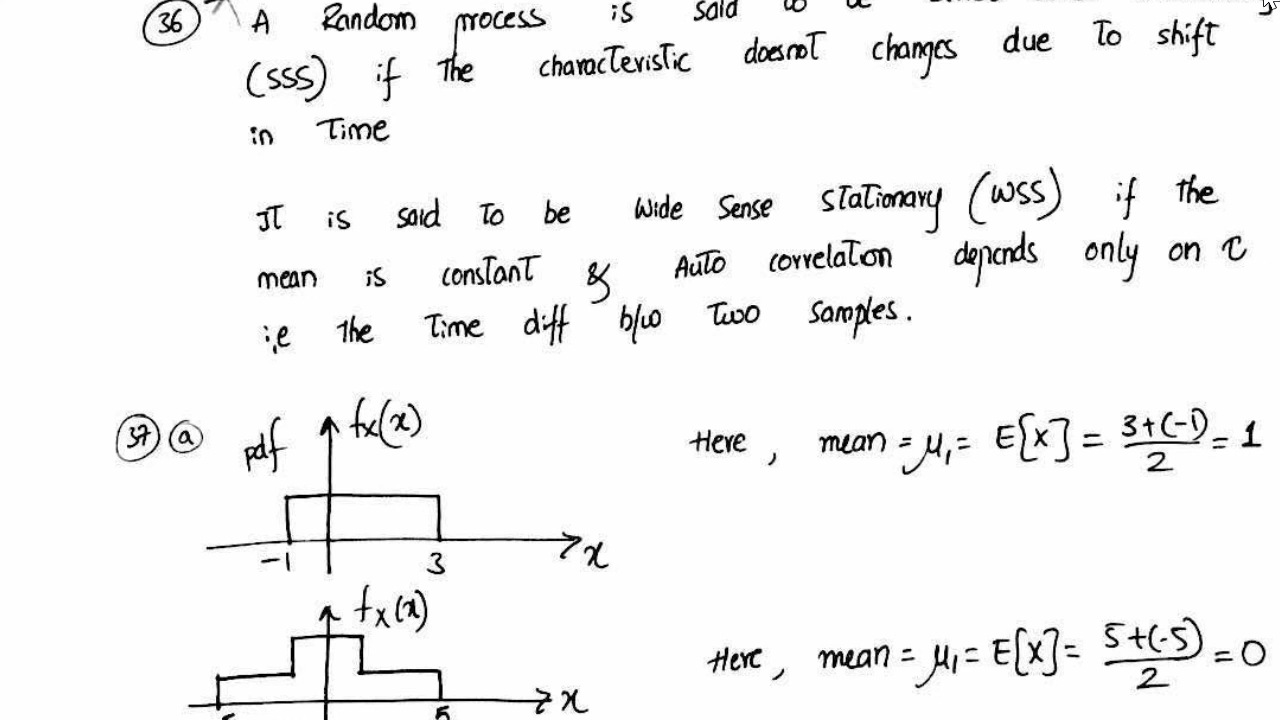 (36) A Random process is said to be
(SSS) if the characteristic doesnot changes due to shift
in Time
It is said to be wide sense stationary (WSS) if the
mean is constant & Auto correlation depends only on τ
i,e the Time diff b/w Two samples.
(37) (a) pdf fx(x) Here, mean = μ₁ = E[X] = 3+(-1)/2 = 1
-1 3 x
fx(x)
Here, mean = μ₁ = E[X] = 5+(-5)/2 = 0
5 x